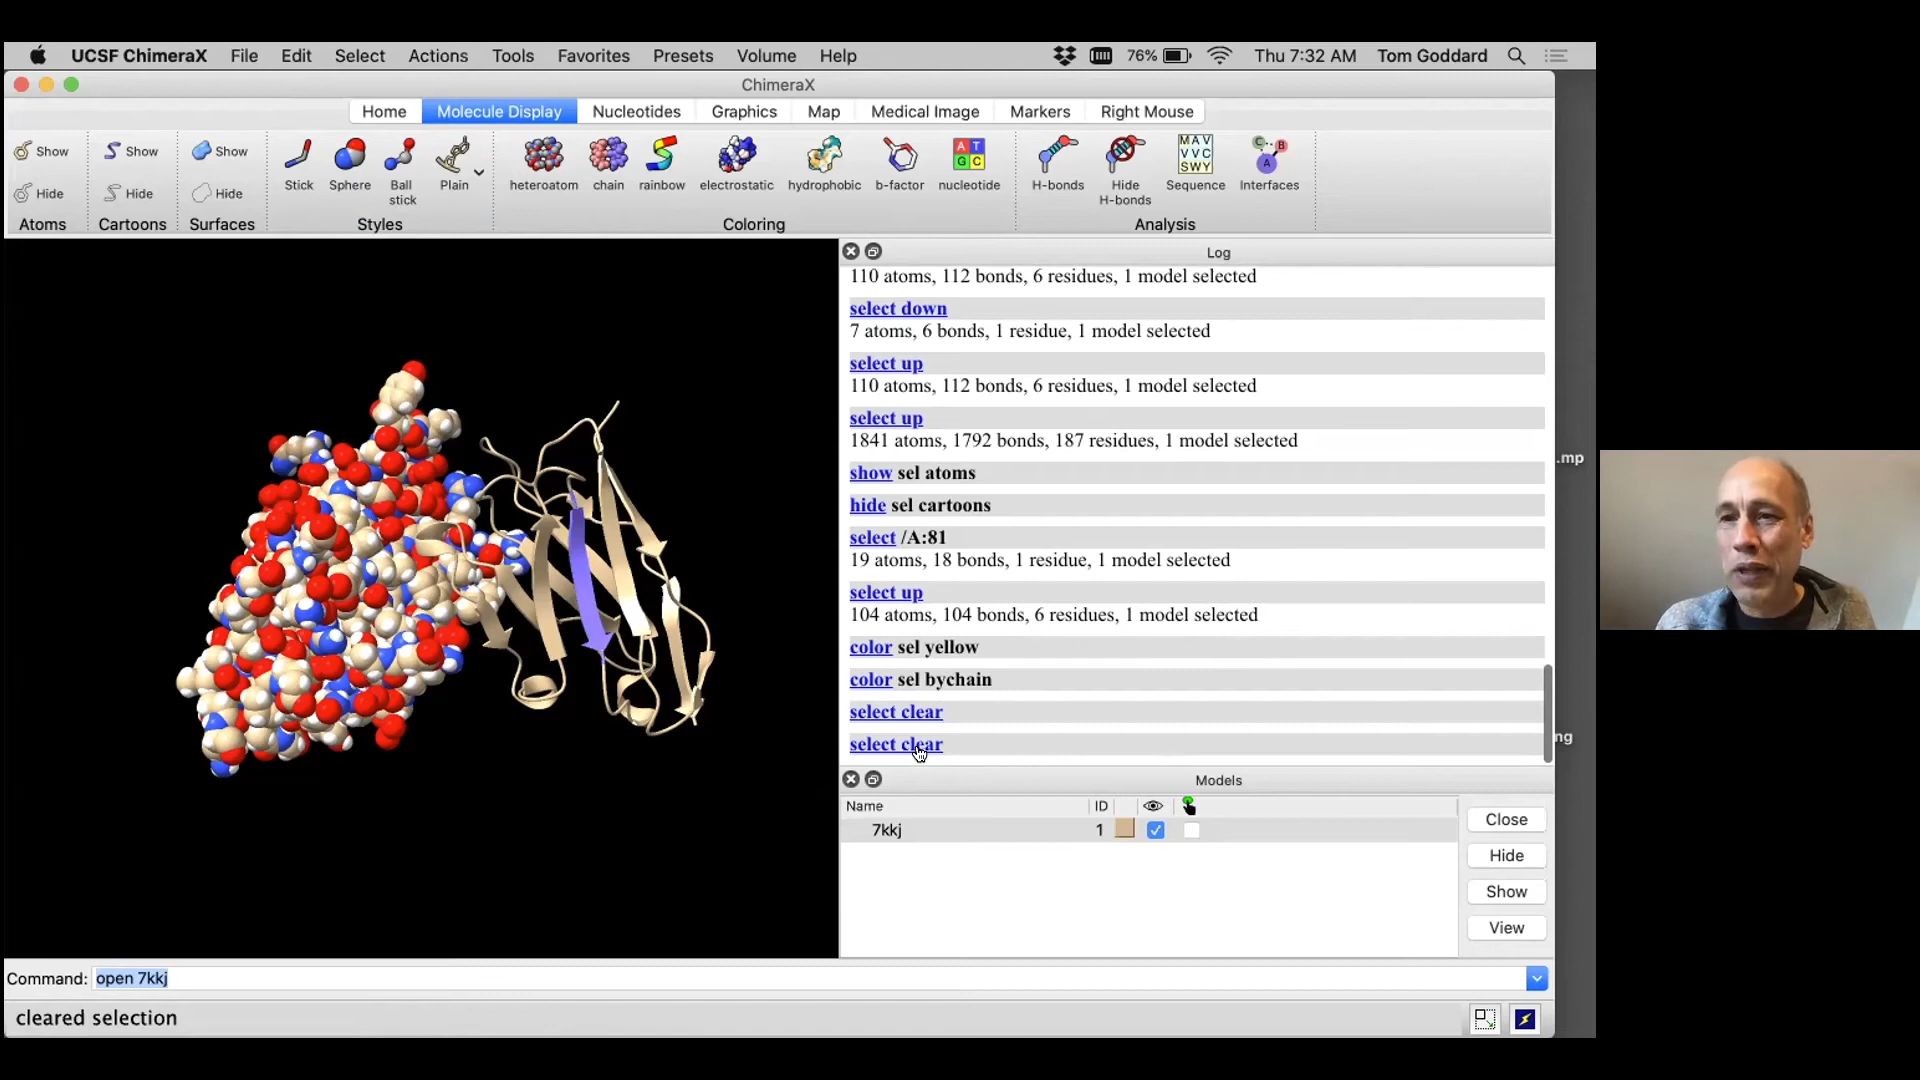 UCSF ChimeraX File Edit Select Actions Tools Favorites Presets Volume Help 76% Thu 7:32 AM Tom Goddard
ChimeraX
Home Molecule Display Nucleotides Graphics Map Medical Image Markers Right Mouse
Show Show Show
Hide Hide Hide
Stick Sphere Ball stick Plain heteroatom chain rainbow electrostatic hydrophobic b-factor nucleotide H-bonds Hide H-bonds Sequence Interfaces
A T
G C
MAV
VVC
SWY
C B
A
Atoms Cartoons Surfaces Styles Coloring Analysis
Log
110 atoms, 112 bonds, 6 residues, 1 model selected
select down
7 atoms, 6 bonds, 1 residue, 1 model selected
select up
110 atoms, 112 bonds, 6 residues, 1 model selected
select up
1841 atoms, 1792 bonds, 187 residues, 1 model selected
show sel atoms
hide sel cartoons
select /A:81
19 atoms, 18 bonds, 1 residue, 1 model selected
select up
104 atoms, 104 bonds, 6 residues, 1 model selected
color sel yellow
color sel bychain
select clear
select clear
.mp
ng
Models
Name ID
7kkj 1
Close
Hide
Show
View
Command: open 7kkj
cleared selection